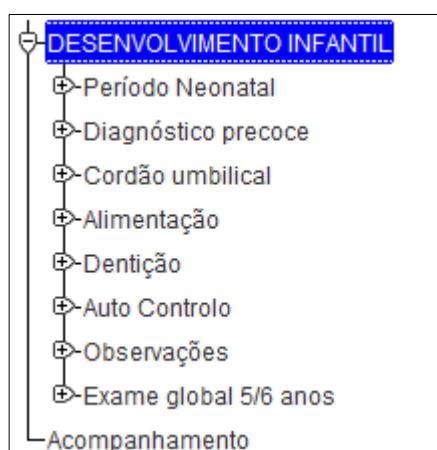 DESENVOLVIMENTO INFANTIL
Período Neonatal
Diagnóstico precoce
Cordão umbilical
Alimentação
Dentição
Auto Controlo
Observações
Exame global 5/6 anos
Acompanhamento